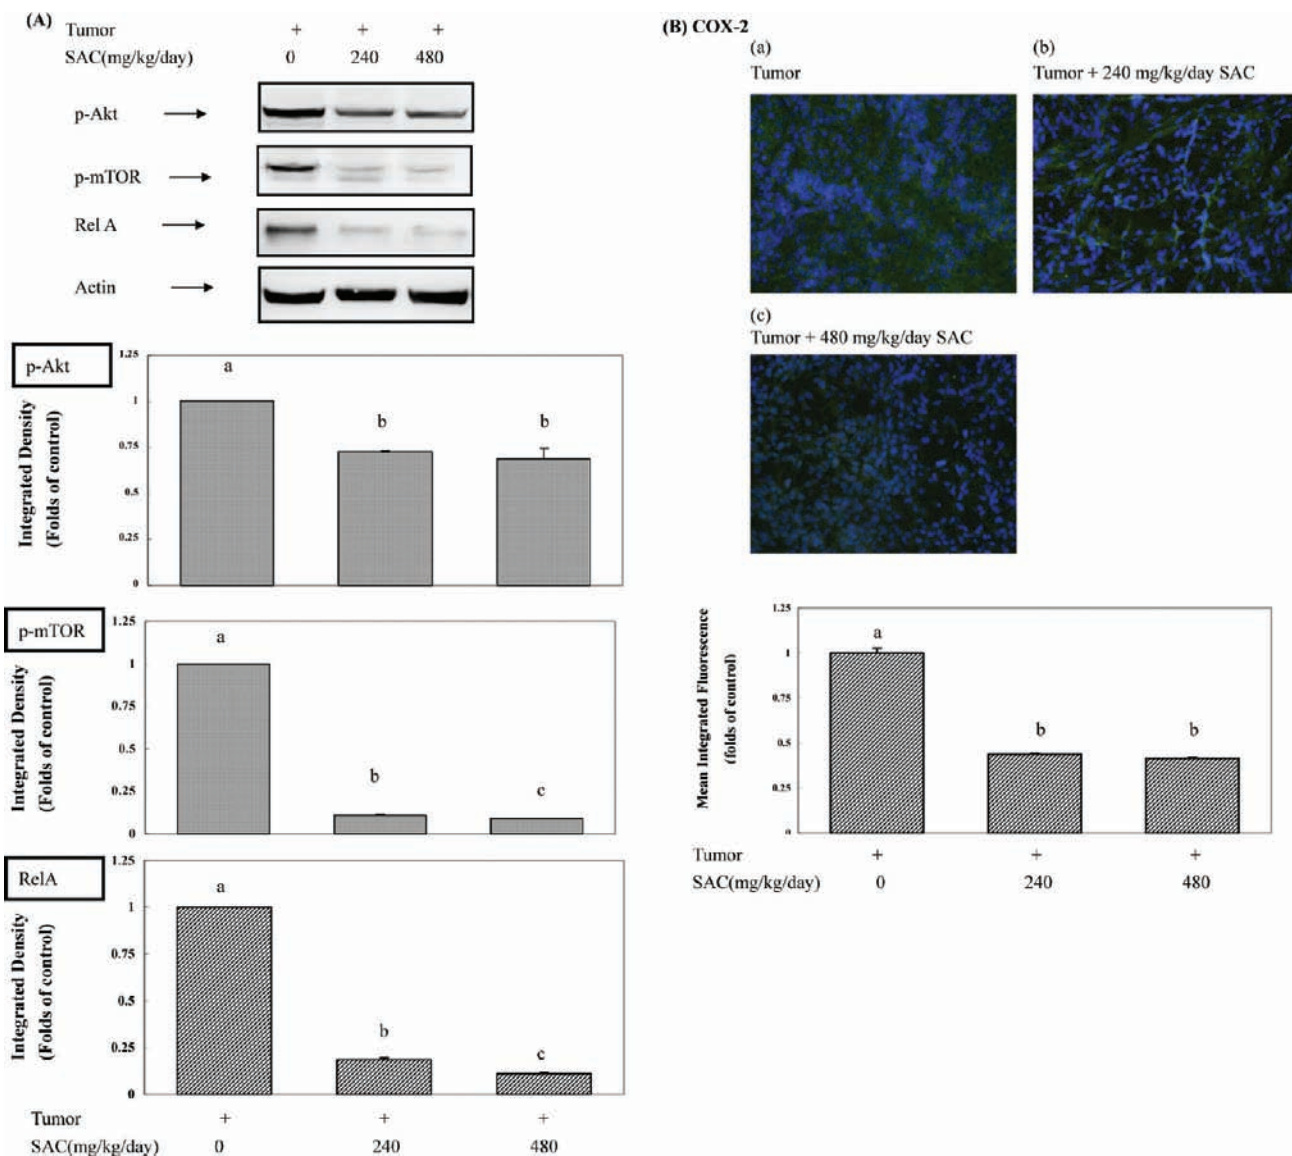 (A)
Tumor + + +
SAC(mg/kg/day) 0 240 480
p-Akt
p-mTOR
Rel A
Actin
p-Akt
Integrated Density
(Folds of control)
1.25
1
0.75
0.5
0.25
0
a
b
b
p-mTOR
Integrated Density
(Folds of control)
1.25
1
0.75
0.5
0.25
0
a
b
c
RelA
Integrated Density
(Folds of control)
1.25
1
0.75
0.5
0.25
0
a
b
c
Tumor + + +
SAC(mg/kg/day) 0 240 480
(B) COX-2
(a)
Tumor
(b)
Tumor + 240 mg/kg/day SAC
(c)
Tumor + 480 mg/kg/day SAC
Mean Integrated Fluorescence
(folds of control)
1.25
1
0.75
0.5
0.25
0
a
b
b
Tumor + + +
SAC(mg/kg/day) 0 240 480